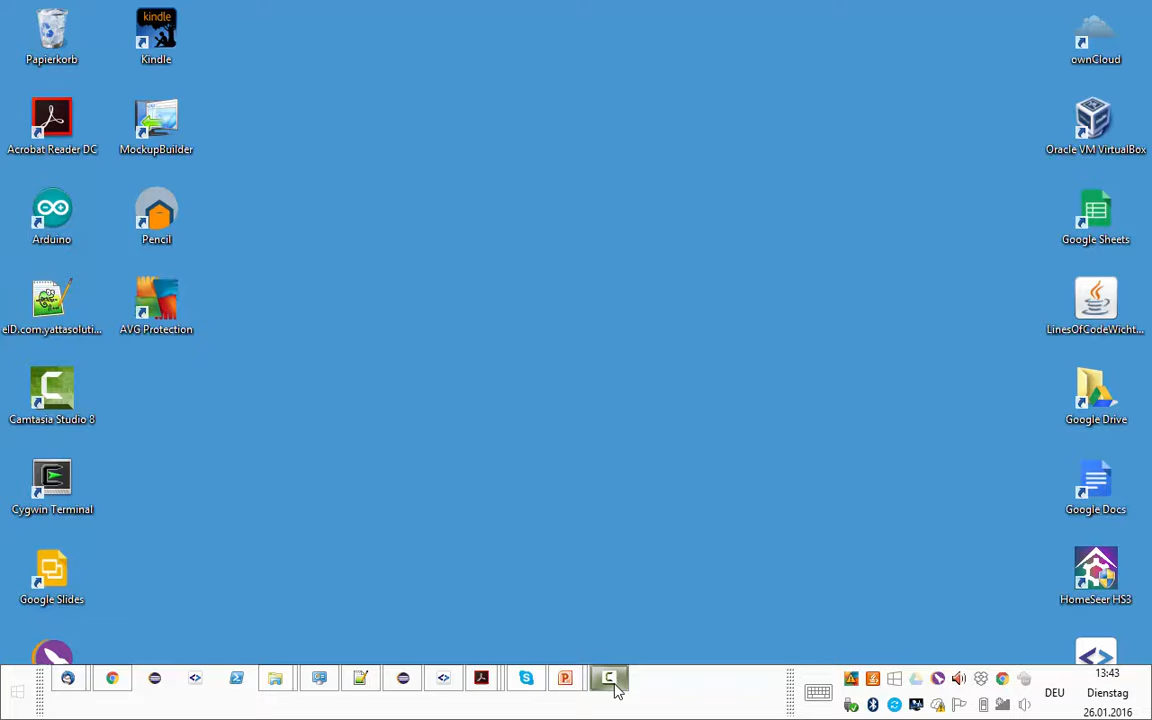 Papierkorb
kindle
Kindle
ownCloud
Acrobat Reader DC
MockupBuilder
Oracle VM VirtualBox
Arduino
Pencil
Google Sheets
eID.com.yattasoluti...
AVG Protection
LinesOfCodeWicht...
Camtasia Studio 8
Google Drive
Cygwin Terminal
Google Docs
Google Slides
HomeSeer HS3
13:43
DEU
Dienstag
26.01.2016